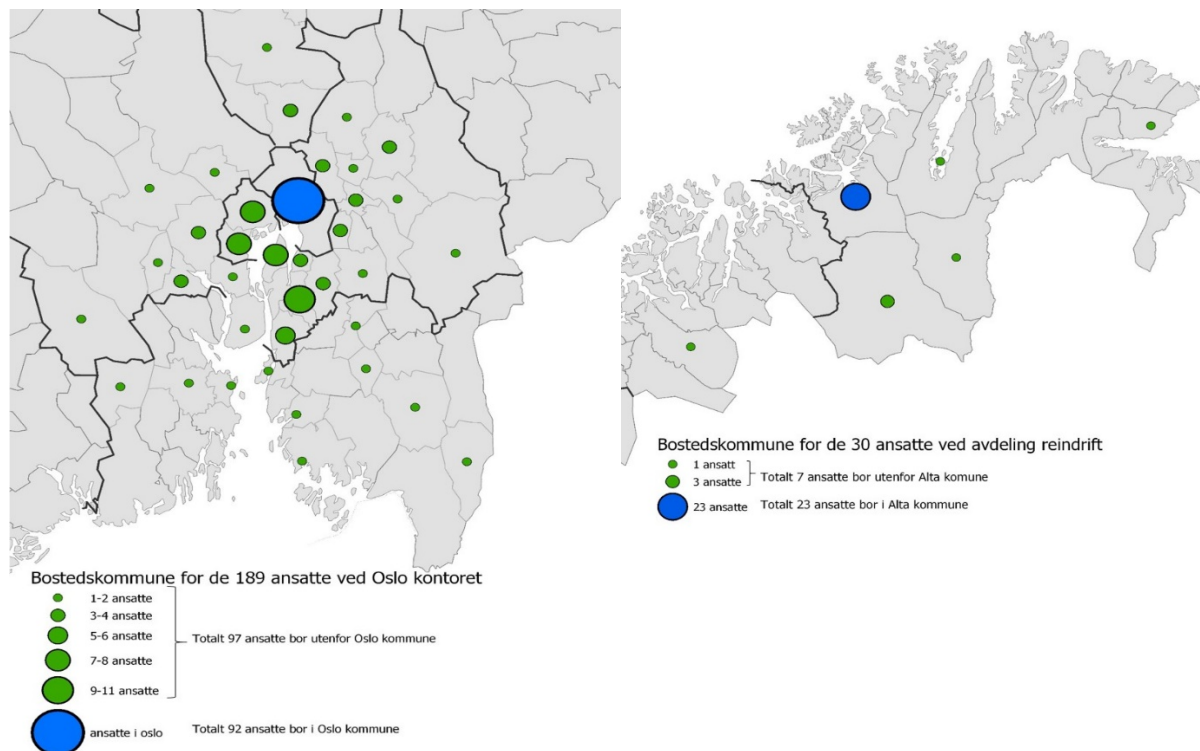 Bostedskommune for de 189 ansatte ved Oslo kontoret
1-2 ansatte
3-4 ansatte
5-6 ansatte
Totalt 97 ansatte bor utenfor Oslo kommune
7-8 ansatte
9-11 ansatte
ansatte i oslo
Totalt 92 ansatte bor i Oslo kommune
Bostedskommune for de 30 ansatte ved avdeling reindrift
1 ansatt
Totalt 7 ansatte bor utenfor Alta komune
3 ansatte
23 ansatte
Totalt 23 ansatte bor i Alta kommune